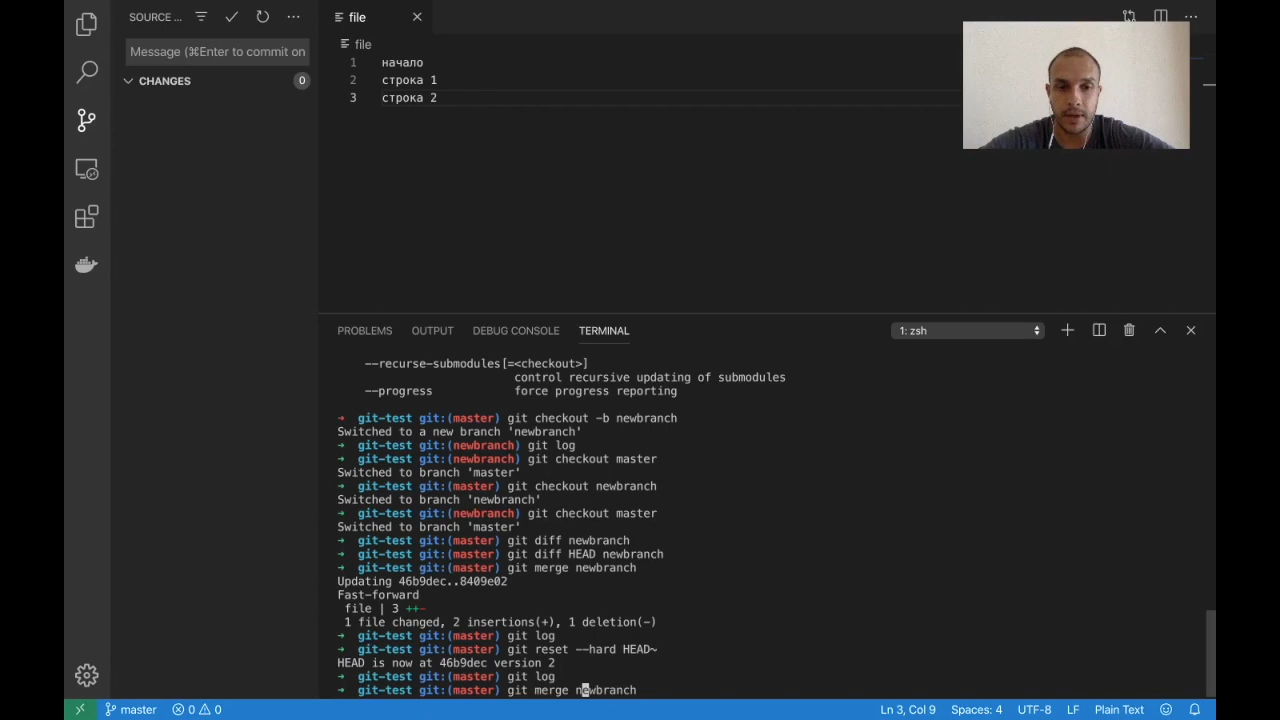 SOURCE ...
Message (⌘Enter to commit on
CHANGES 0
file
file
1 начало
2 строка 1
3 строка 2
PROBLEMS OUTPUT DEBUG CONSOLE TERMINAL 1: zsh
--recurse-submodules[=<checkout>]
control recursive updating of submodules
--progress force progress reporting
➜ git-test git:(master) git checkout -b newbranch
Switched to a new branch 'newbranch'
➜ git-test git:(newbranch) git log
➜ git-test git:(newbranch) git checkout master
Switched to branch 'master'
➜ git-test git:(master) git checkout newbranch
Switched to branch 'newbranch'
➜ git-test git:(newbranch) git checkout master
Switched to branch 'master'
➜ git-test git:(master) git diff newbranch
➜ git-test git:(master) git diff HEAD newbranch
➜ git-test git:(master) git merge newbranch
Updating 46b9dec..8409e02
Fast-forward
file | 3 ++-
1 file changed, 2 insertions(+), 1 deletion(-)
➜ git-test git:(master) git log
➜ git-test git:(master) git reset --hard HEAD~
HEAD is now at 46b9dec version 2
➜ git-test git:(master) git log
➜ git-test git:(master) git merge newbranch
master 0 0 Ln 3, Col 9 Spaces: 4 UTF-8 LF Plain Text